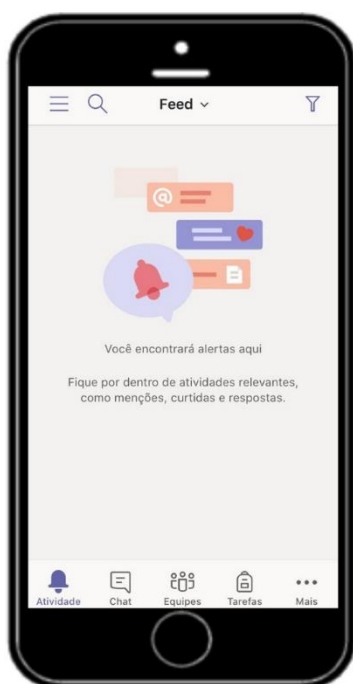 Feed
@
Você encontrará alertas aqui
Fique por dentro de atividades relevantes,
como menções, curtidas e respostas.
Atividade Chat Equipes Tarefas Mais